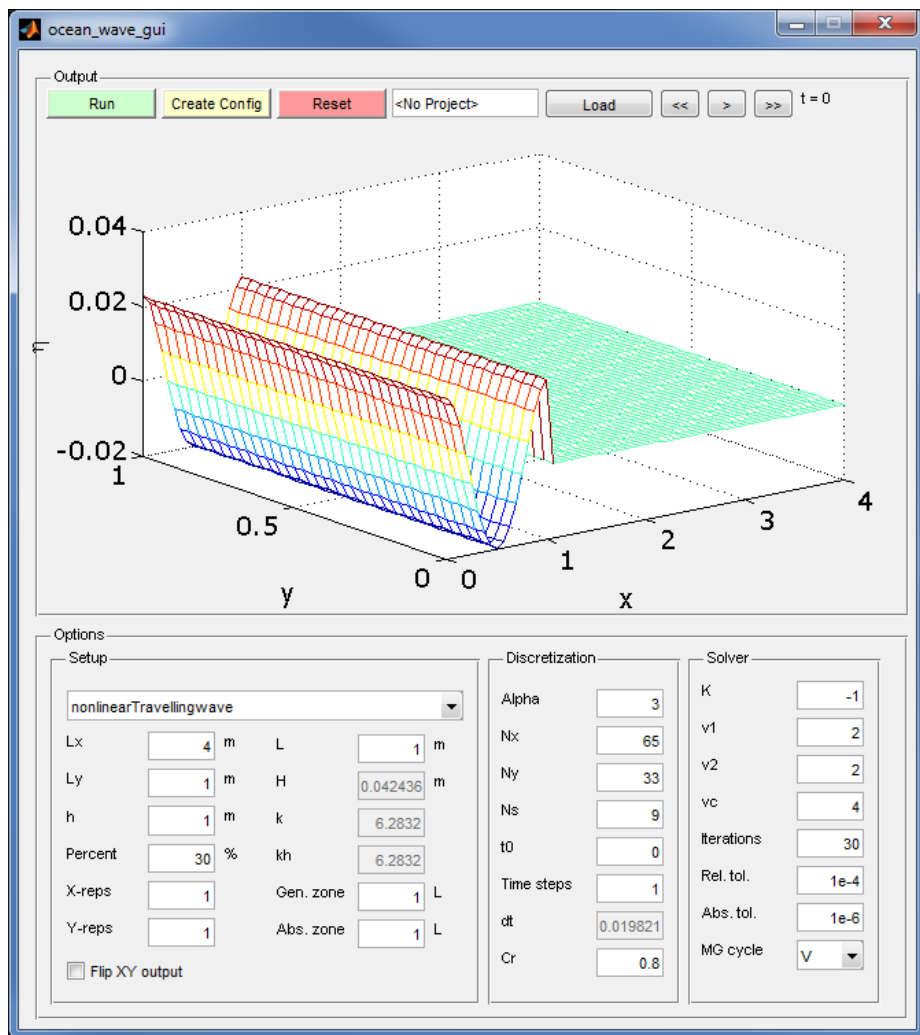 ocean_wave_gui
Output
Run Create Config Reset <No Project> Load << > >> t = 0
0.04
0.02
0
-0.02
η
1
0.5
0
y
0
1
2
3
4
x
Options
Setup
nonlinearTravellingwave
Lx 4 m L 1 m
Ly 1 m H 0.042436 m
h 1 m k 6.2832
Percent 30 % kh 6.2832
X-reps 1 Gen. zone 1 L
Y-reps 1 Abs. zone 1 L
Flip XY output
Discretization
Alpha 3
Nx 65
Ny 33
Ns 9
t0 0
Time steps 1
dt 0.019821
Cr 0.8
Solver
K -1
v1 2
v2 2
vc 4
Iterations 30
Rel. tol. 1e-4
Abs. tol. 1e-6
MG cycle V